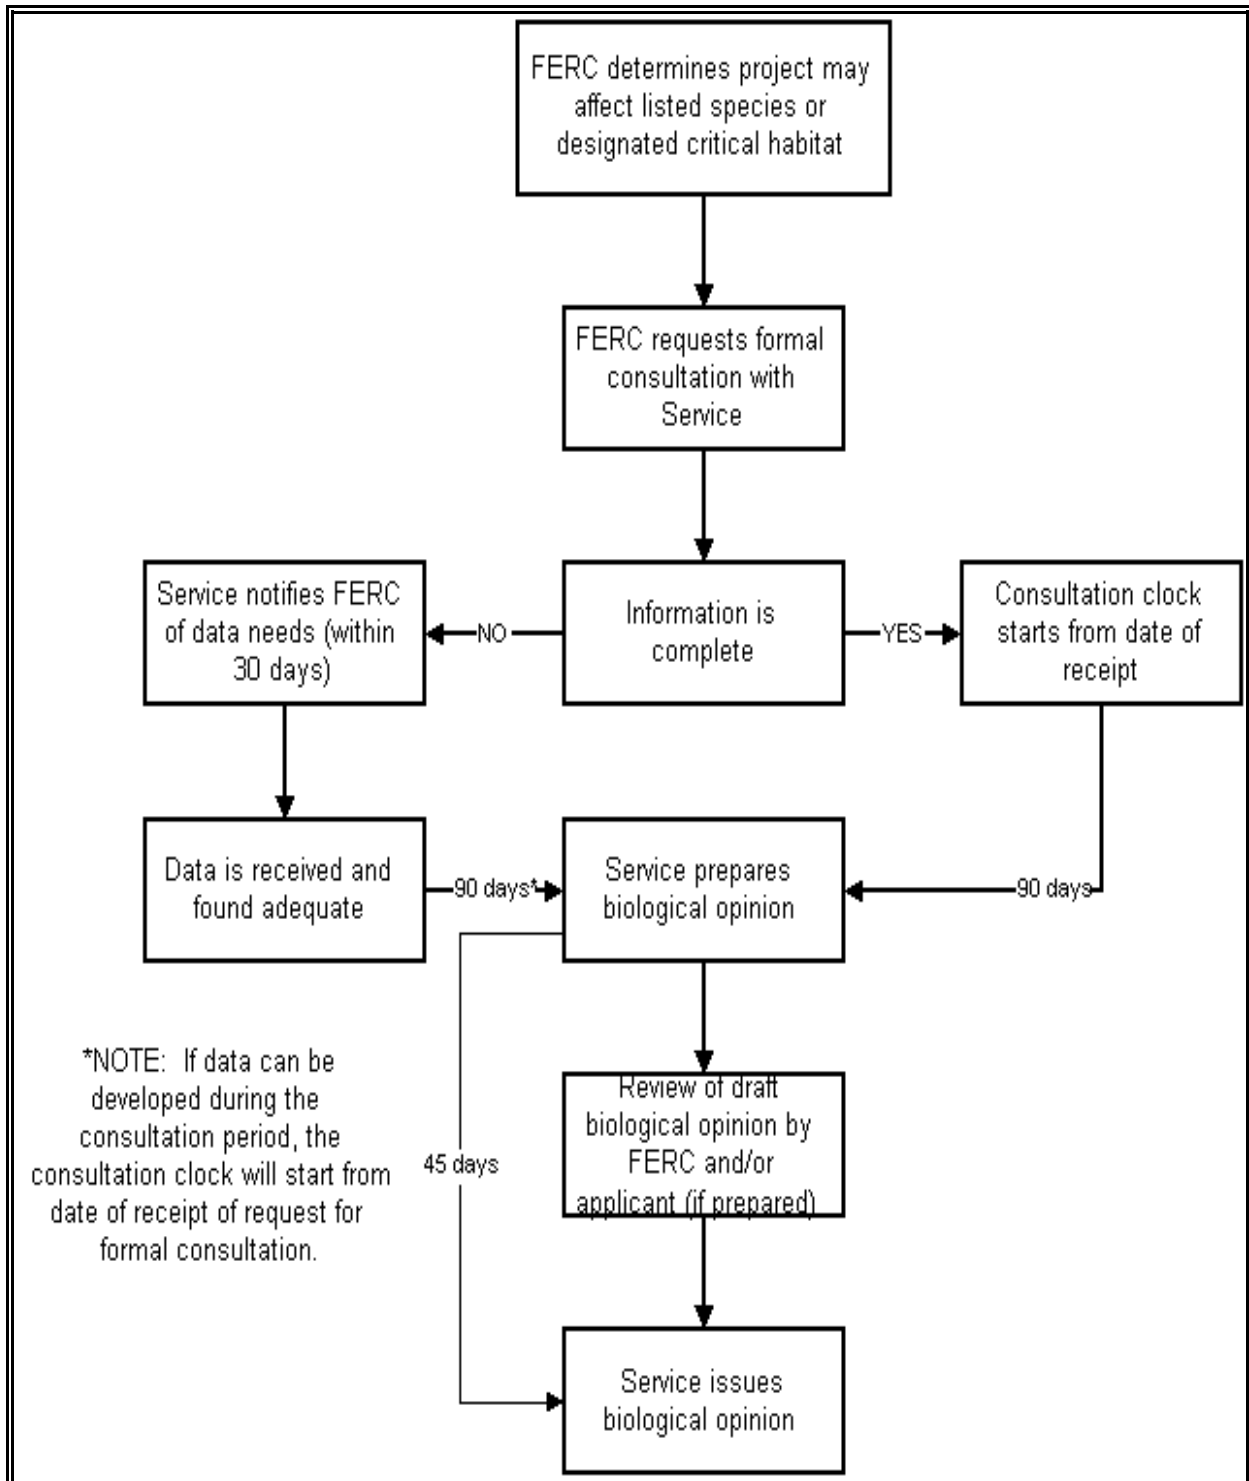 FERC determines project may
affect listed species or
designated critical habitat
FERC requests formal
consultation with
Service
Service notifies FERC
of data needs (within
30 days)
NO
Information is
complete
YES
Consultation clock
starts from date of
receipt
Data is received and
found adequate
90 days*
Service prepares
biological opinion
90 days
*NOTE: If data can be
developed during the
consultation period, the
consultation clock will start from
date of receipt of request for
formal consultation.
45 days
Review of draft
biological opinion by
FERC and/or
applicant (if prepared)
Service issues
biological opinion